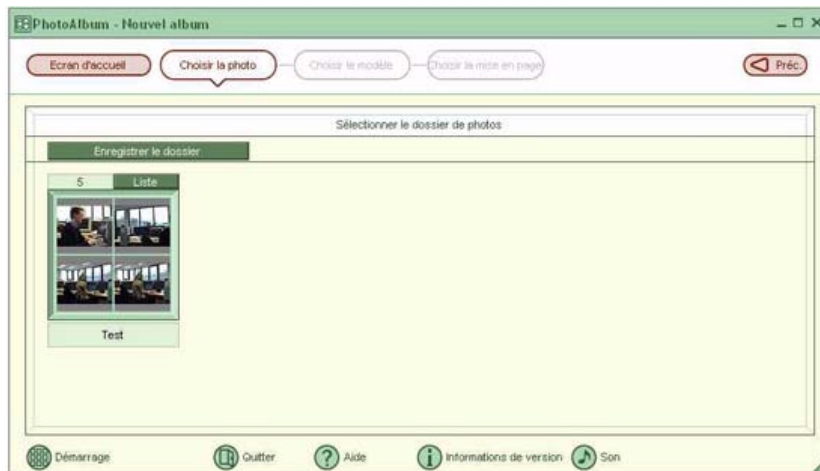 PhotoAlbum - Nouvel album
Ecran d'accueil
Choisir la photo
Choisir le modèle
Choisir la mise en page
Préc.
Sélectionner le dossier de photos
Enregistrer le dossier
5 Liste
Test
Démarrage
Quitter
Aide
Informations de version
Son